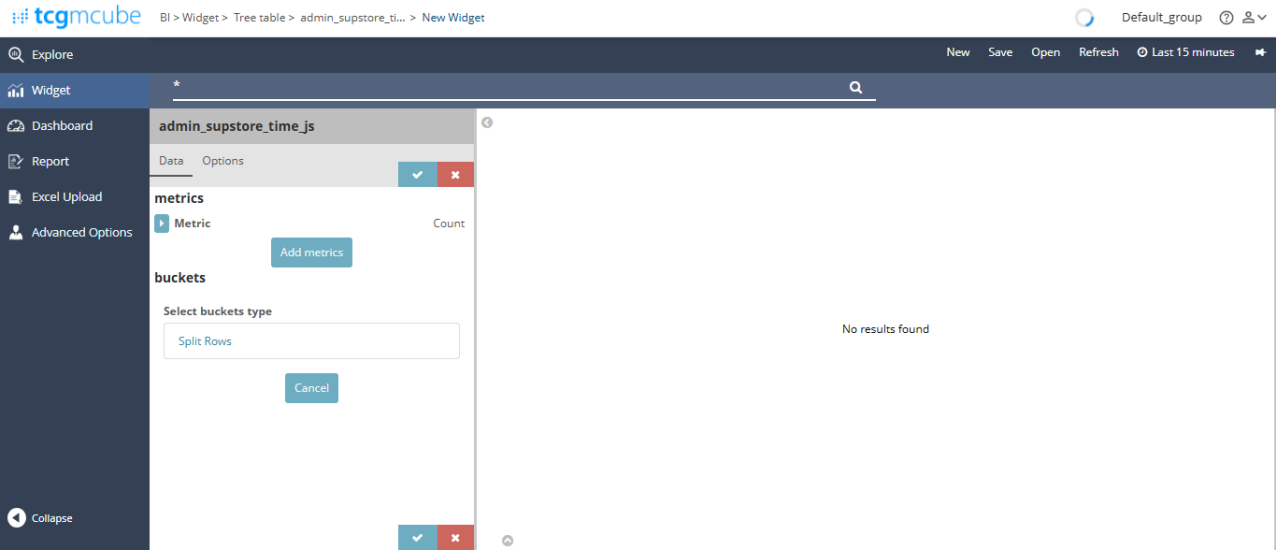 tcgmcube
BI > Widget > Tree table > admin_supstore_ti... > New Widget
Default_group
Explore
New Save Open Refresh Last 15 minutes
Widget
*
Dashboard
admin_supstore_time_js
Report
Data Options
Excel Upload
metrics
Advanced Options
Metric Count
Add metrics
buckets
Select buckets type
Split Rows
No results found
Cancel
Collapse